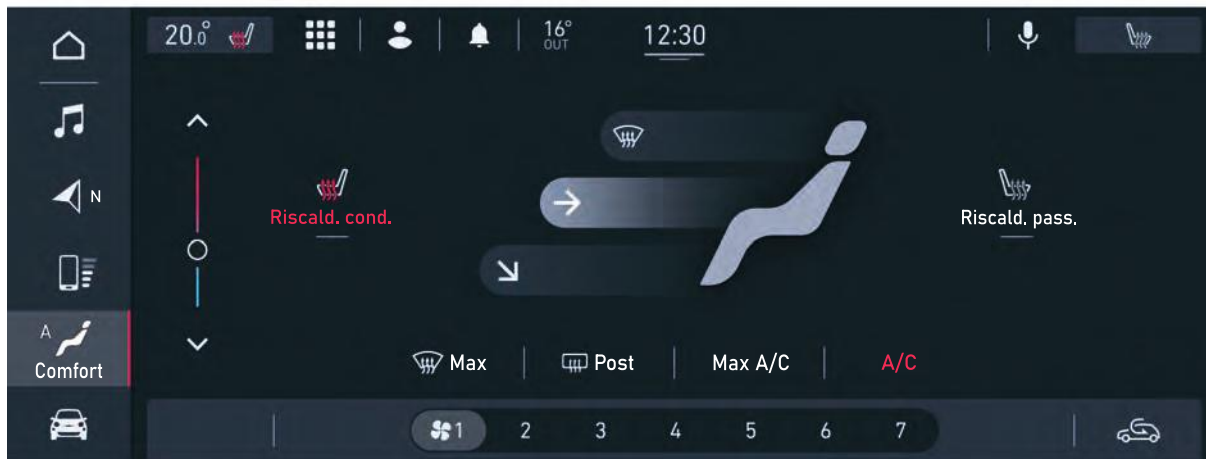 20.0°
16°
OUT
12:30
N
Riscald. cond.
Riscald. pass.
A
Comfort
Max
Post
Max A/C
A/C
1 2 3 4 5 6 7